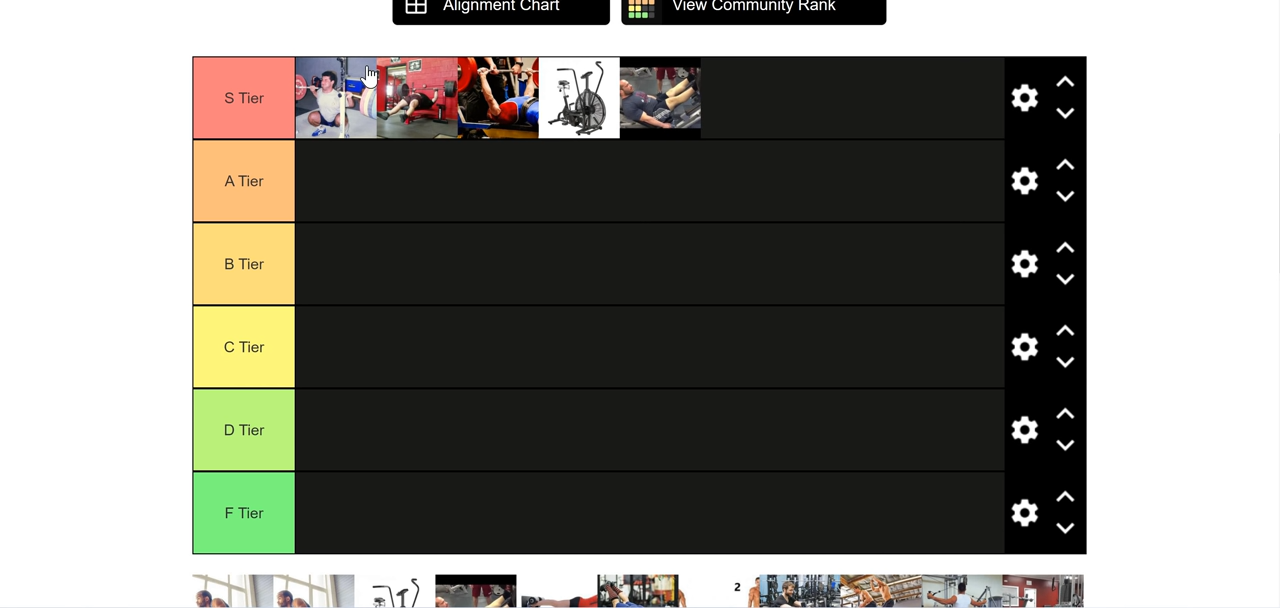 Alignment Chart
View Community Rank
S Tier
A Tier
B Tier
C Tier
D Tier
F Tier
2